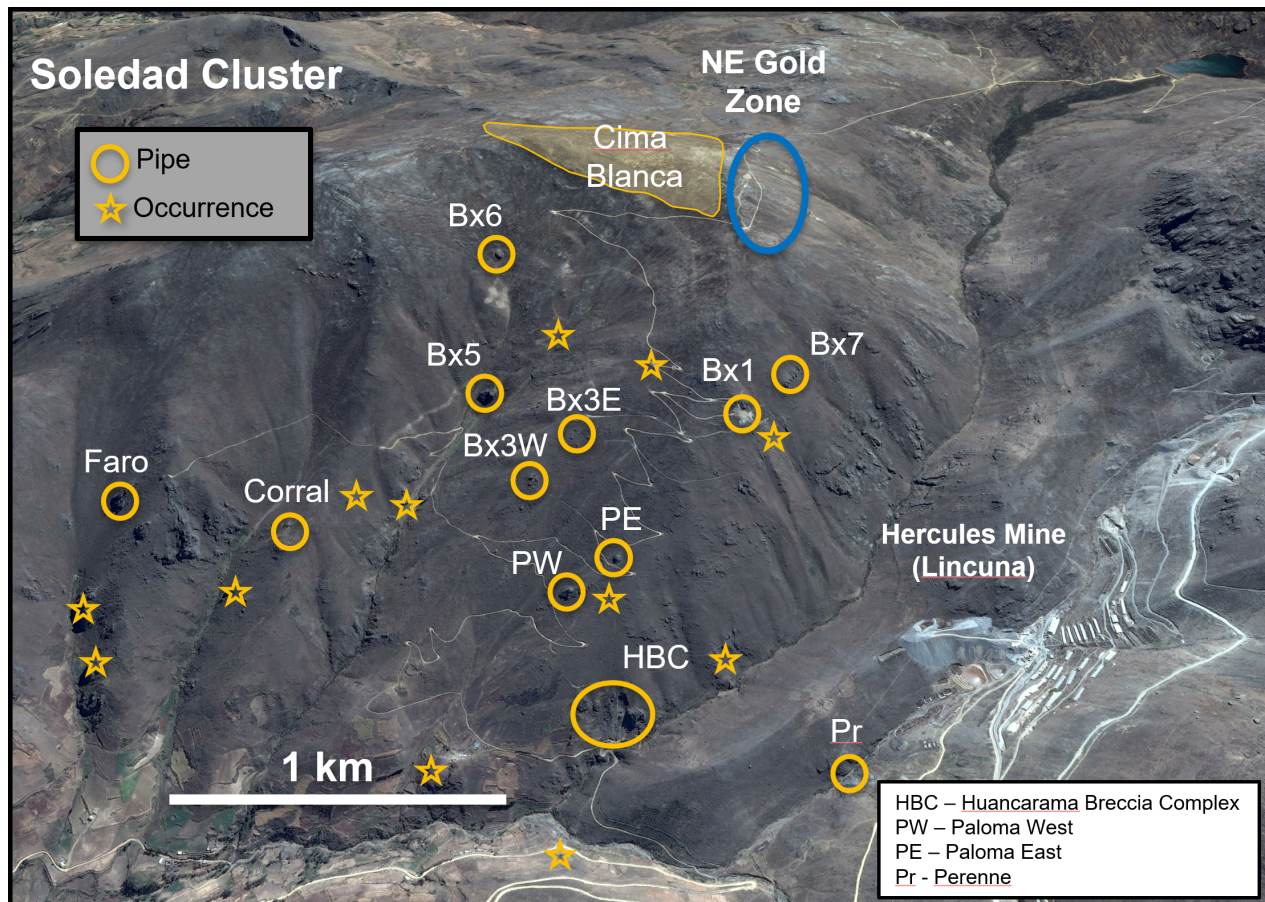 Soledad Cluster
NE Gold
Zone
Pipe
Occurrence
Cima
Blanca
Bx6
Bx5
Bx7
Bx1
Bx3E
Bx3W
Faro
Corral
PE
PW
Hercules Mine
(Lincuna)
HBC
Pr
1 km
HBC – Huancarama Breccia Complex
PW – Paloma West
PE – Paloma East
Pr - Perenne